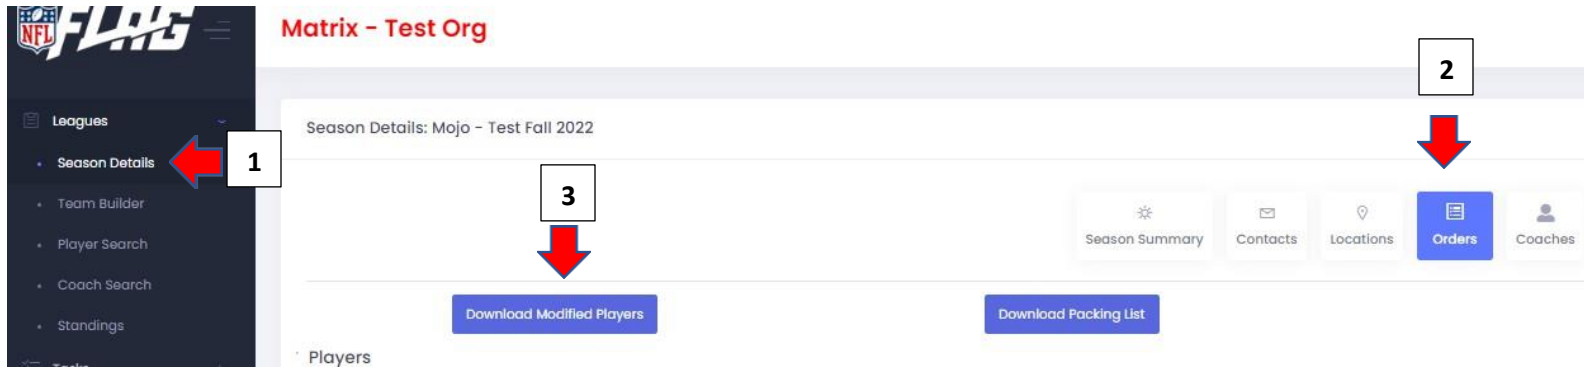 NFL FLAG
Matrix - Test Org
2
Leagues
Season Details: Mojo - Test Fall 2022
Season Details
1
3
Team Builder
Player Search
Season Summary
Contacts
Locations
Orders
Coaches
Coach Search
Download Modified Players
Download Packing List
Standings
Players
Tasks